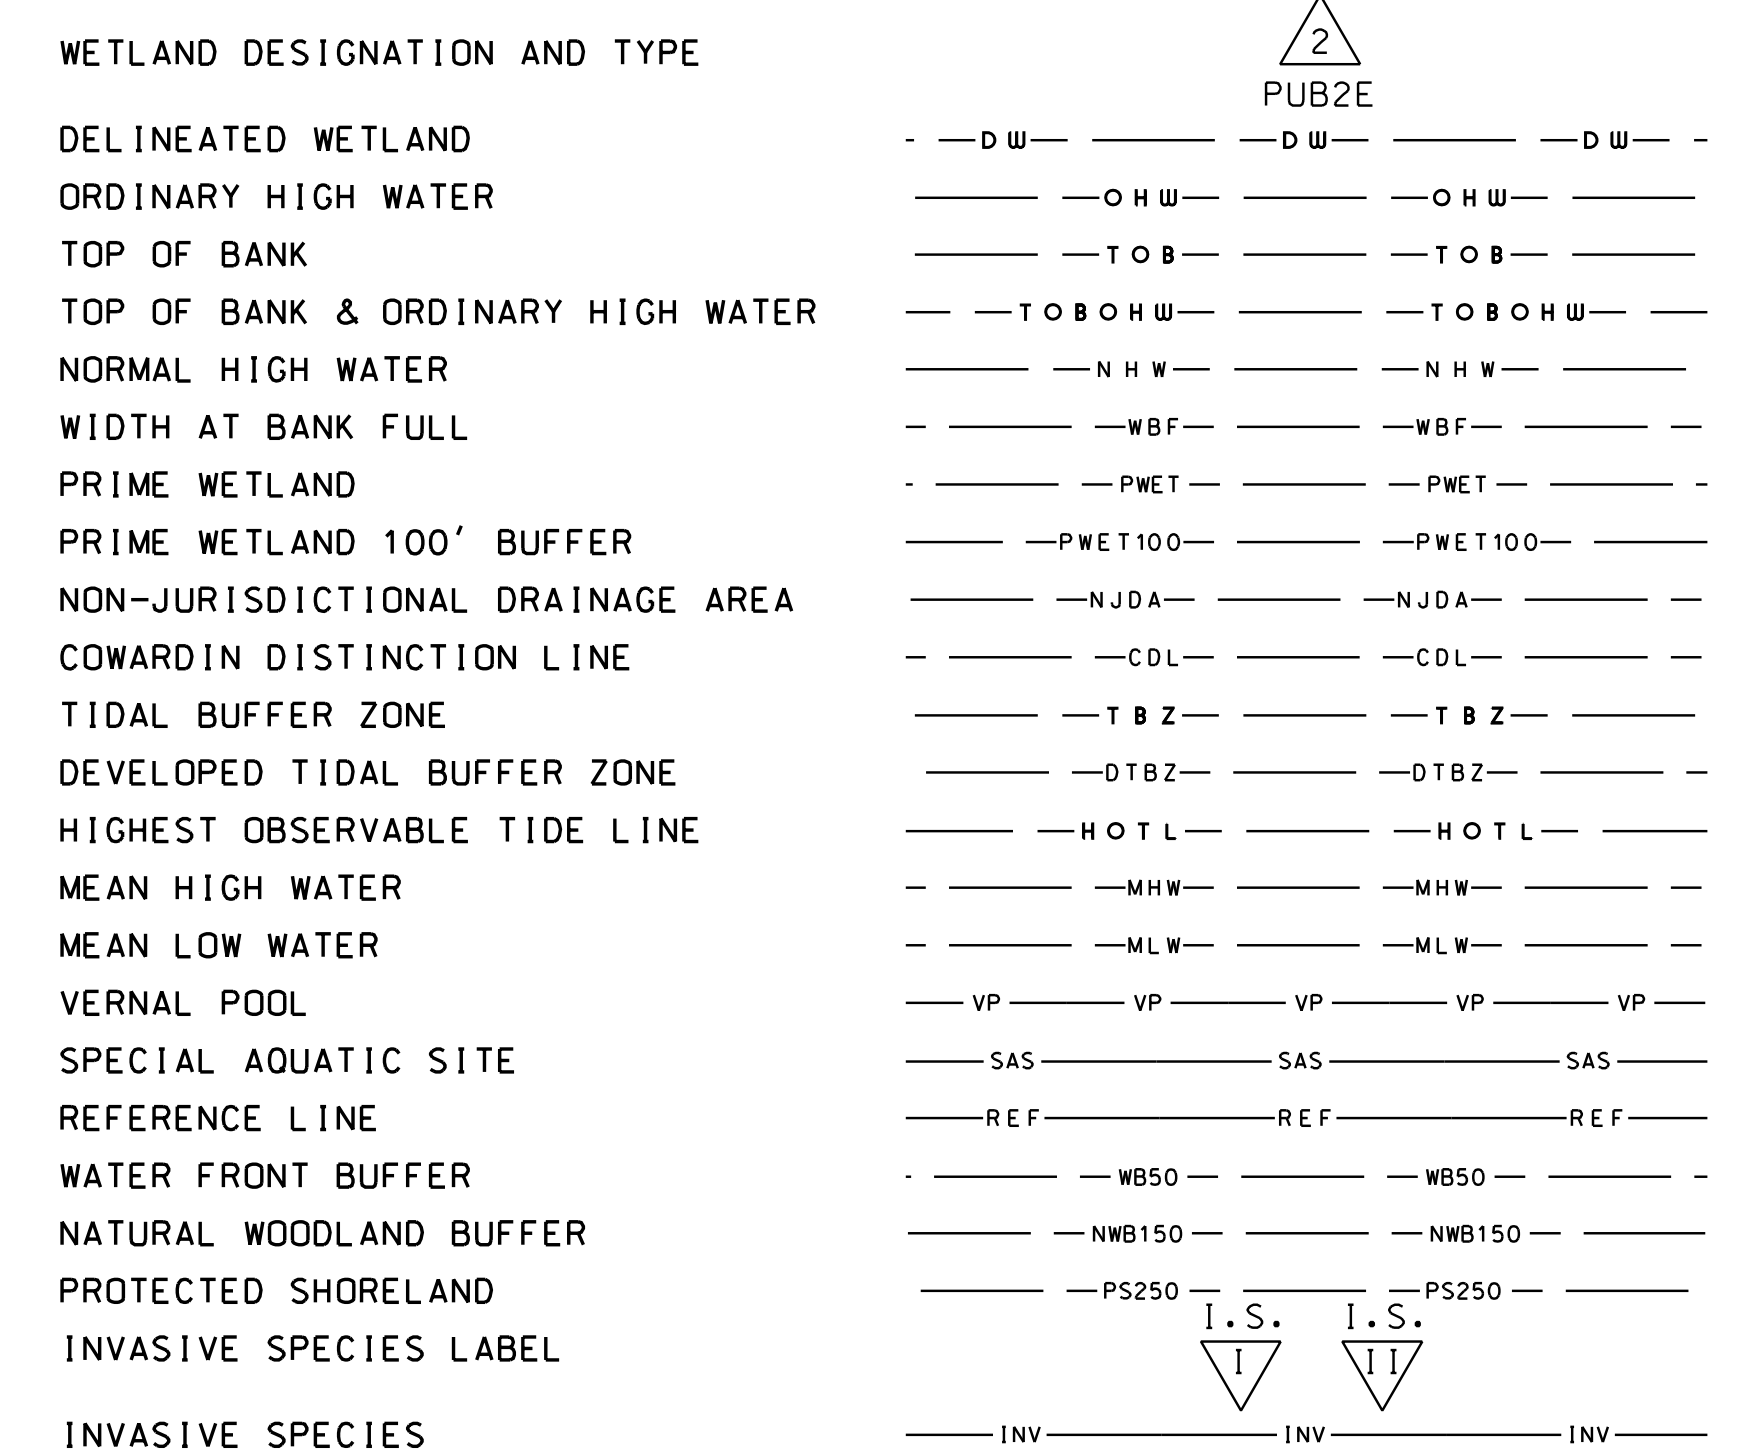 WETLAND DESIGNATION AND TYPE 2
PUB2E
DELINEATED WETLAND DW DW DW
ORDINARY HIGH WATER OHW OHW
TOP OF BANK TOB TOB
TOP OF BANK & ORDINARY HIGH WATER TOBOHW TOBOHW
NORMAL HIGH WATER NHW NHW
WIDTH AT BANK FULL WBF WBF
PRIME WETLAND PWET PWET
PRIME WETLAND 100' BUFFER PWET100 PWET100
NON-JURISDICTIONAL DRAINAGE AREA NJDA NJDA
COWARDIN DISTINCTION LINE CDL CDL
TIDAL BUFFER ZONE TBZ TBZ
DEVELOPED TIDAL BUFFER ZONE DTBZ DTBZ
HIGHEST OBSERVABLE TIDE LINE HOTL HOTL
MEAN HIGH WATER MHW MHW
MEAN LOW WATER MLW MLW
VERNAL POOL VP VP VP VP VP
SPECIAL AQUATIC SITE SAS SAS SAS
REFERENCE LINE REF REF REF
WATER FRONT BUFFER WB50 WB50
NATURAL WOODLAND BUFFER NWB150 NWB150
PROTECTED SHORELAND PS250 PS250
I.S. I.S.
INVASIVE SPECIES LABEL I II
INVASIVE SPECIES INV INV INV